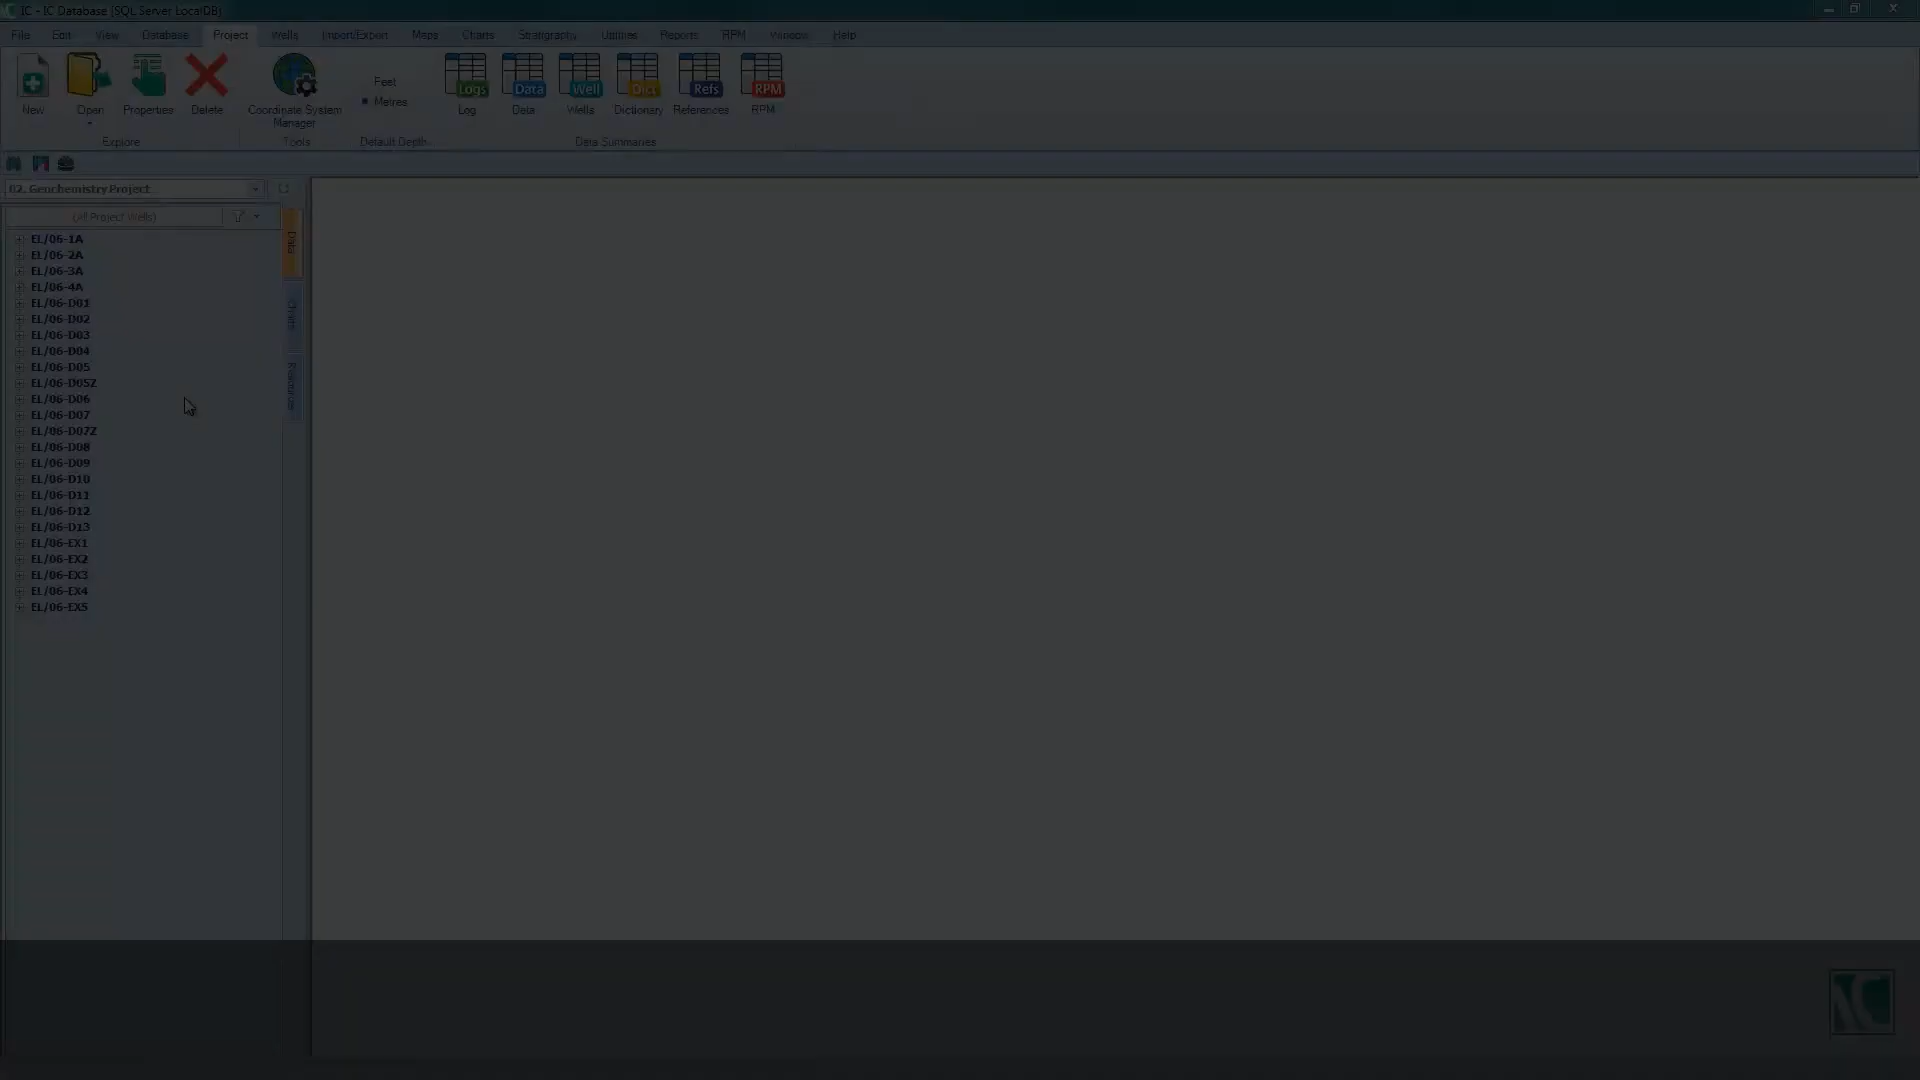 IC - IC Database [SQL Server LocalDB]
File Edit View Database Project Wells Import/Export Maps Charts Stratigraphy Utilities Reports RPM Window Help
Logs Data Well Dict Refs RPM
Feet
Metres
New Open Properties Delete Coordinate System Manager Log Data Wells Dictionary References RPM
Explore Tools Default Depth Data Summaries
02. Geochemistry Project
(All Project Wells)
Data
Charts
EL/06-1A
EL/06-2A
EL/06-3A
EL/06-4A
EL/06-D01
EL/06-D02
EL/06-D03
EL/06-D04
EL/06-D05
EL/06-D05Z
EL/06-D06
EL/06-D07
EL/06-D07Z
EL/06-D08
EL/06-D09
EL/06-D10
EL/06-D11
EL/06-D12
EL/06-D13
EL/06-EX1
EL/06-EX2
EL/06-EX3
EL/06-EX4
EL/06-EX5
IC